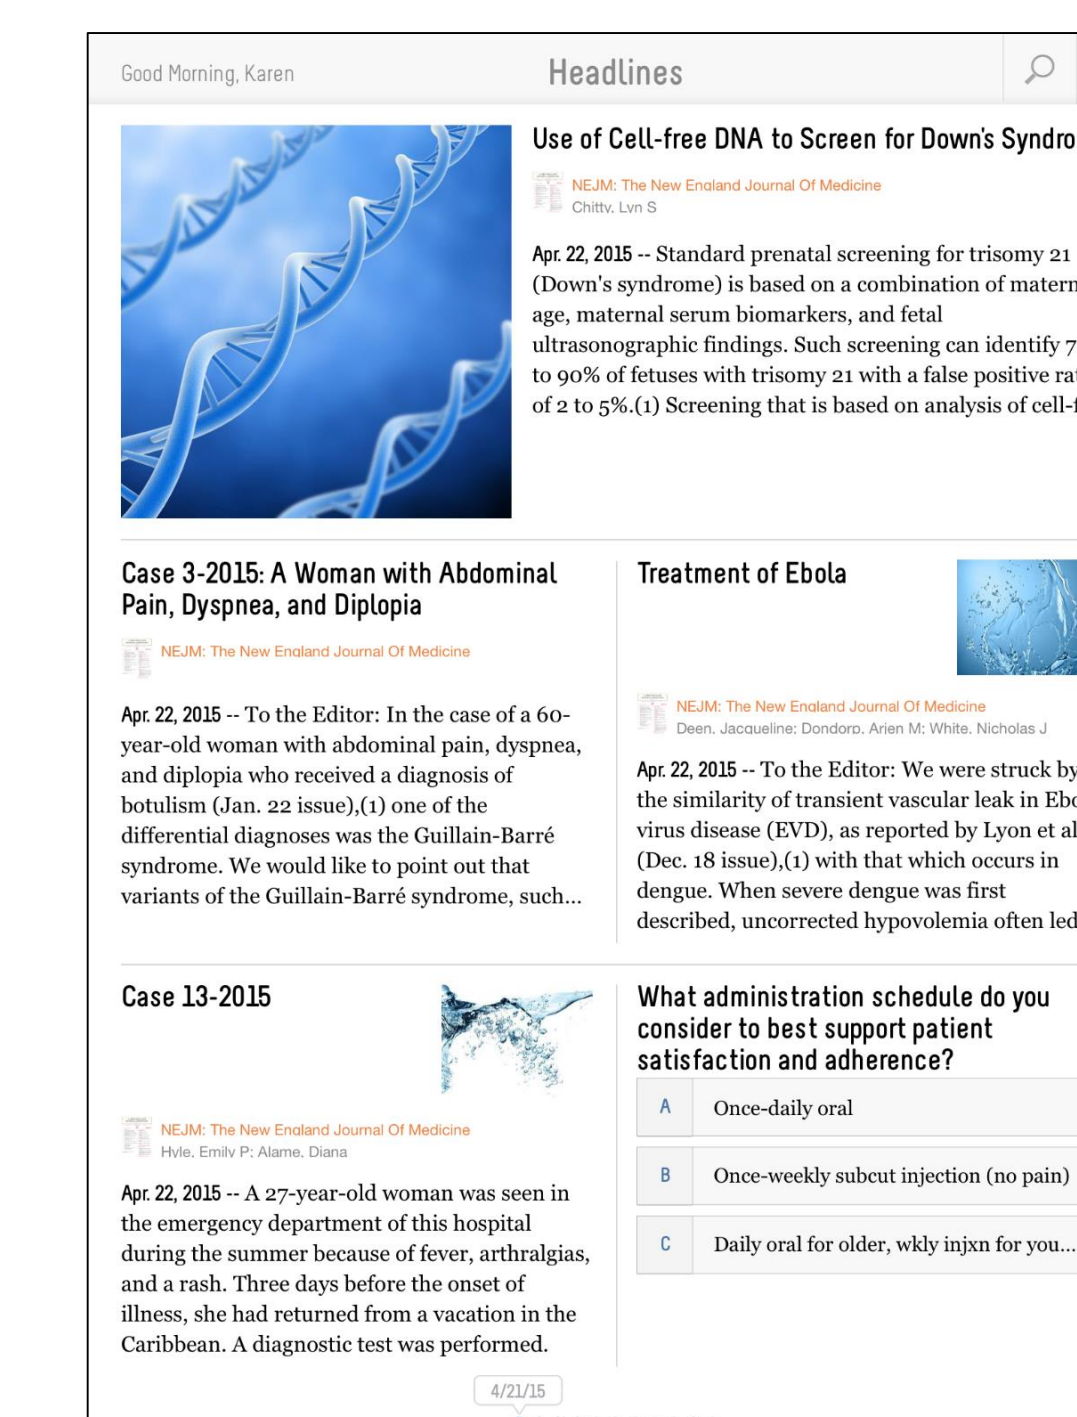 Good Morning, Karen
Headlines
Use of Cell-free DNA to Screen for Down's Syndro
NEJM: The New England Journal Of Medicine
Chitty, Lyn S
Apr. 22, 2015 -- Standard prenatal screening for trisomy 21
(Down's syndrome) is based on a combination of matern
age, maternal serum biomarkers, and fetal
ultrasonographic findings. Such screening can identify 7
to 90% of fetuses with trisomy 21 with a false positive ra
of 2 to 5%.(1) Screening that is based on analysis of cell-f
Case 3-2015: A Woman with Abdominal
Pain, Dyspnea, and Diplopia
NEJM: The New England Journal Of Medicine
Apr. 22, 2015 -- To the Editor: In the case of a 60-
year-old woman with abdominal pain, dyspnea,
and diplopia who received a diagnosis of
botulism (Jan. 22 issue),(1) one of the
differential diagnoses was the Guillain-Barré
syndrome. We would like to point out that
variants of the Guillain-Barré syndrome, such...
Treatment of Ebola
NEJM: The New England Journal Of Medicine
Deen, Jacqueline; Dondorp, Arjen M; White, Nicholas J
Apr. 22, 2015 -- To the Editor: We were struck by
the similarity of transient vascular leak in Ebo
virus disease (EVD), as reported by Lyon et al
(Dec. 18 issue),(1) with that which occurs in
dengue. When severe dengue was first
described, uncorrected hypovolemia often led
Case 13-2015
NEJM: The New England Journal Of Medicine
Hyle, Emily P; Alame, Diana
Apr. 22, 2015 -- A 27-year-old woman was seen in
the emergency department of this hospital
during the summer because of fever, arthralgias,
and a rash. Three days before the onset of
illness, she had returned from a vacation in the
Caribbean. A diagnostic test was performed.
What administration schedule do you
consider to best support patient
satisfaction and adherence?
A Once-daily oral
B Once-weekly subcut injection (no pain)
C Daily oral for older, wkly injxn for you...
4/21/15